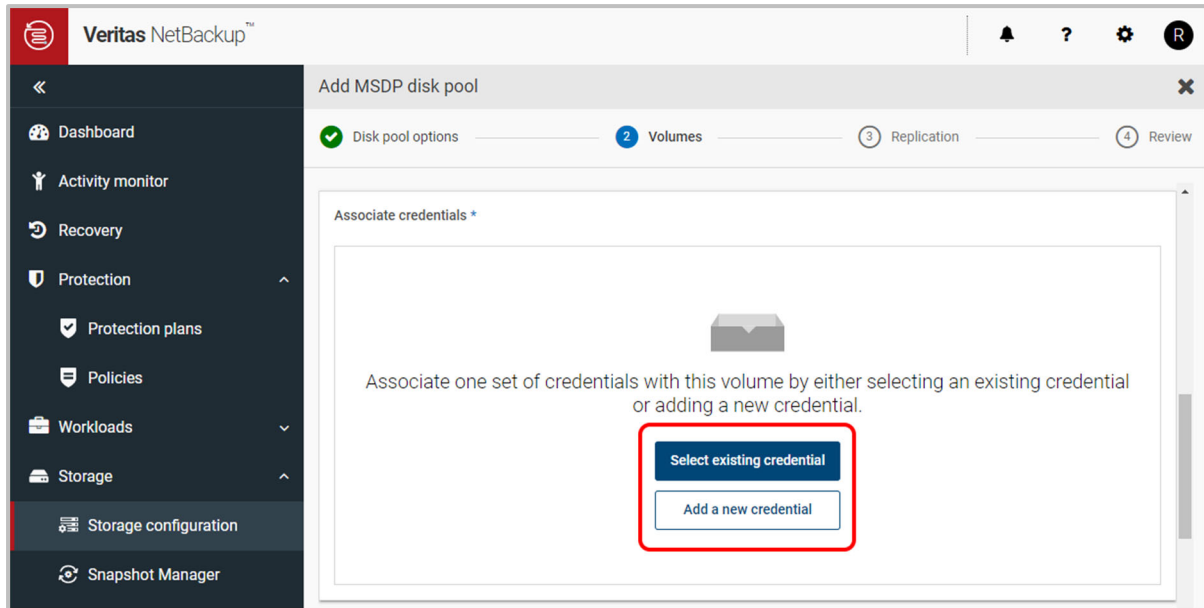 Veritas NetBackup™
?
R
«
Add MSDP disk pool
Disk pool options
2 Volumes
3 Replication
4 Review
Dashboard
Activity monitor
Recovery
Protection
Protection plans
Policies
Workloads
Storage
Storage configuration
Snapshot Manager
Associate credentials *
Associate one set of credentials with this volume by either selecting an existing credential
or adding a new credential.
Select existing credential
Add a new credential